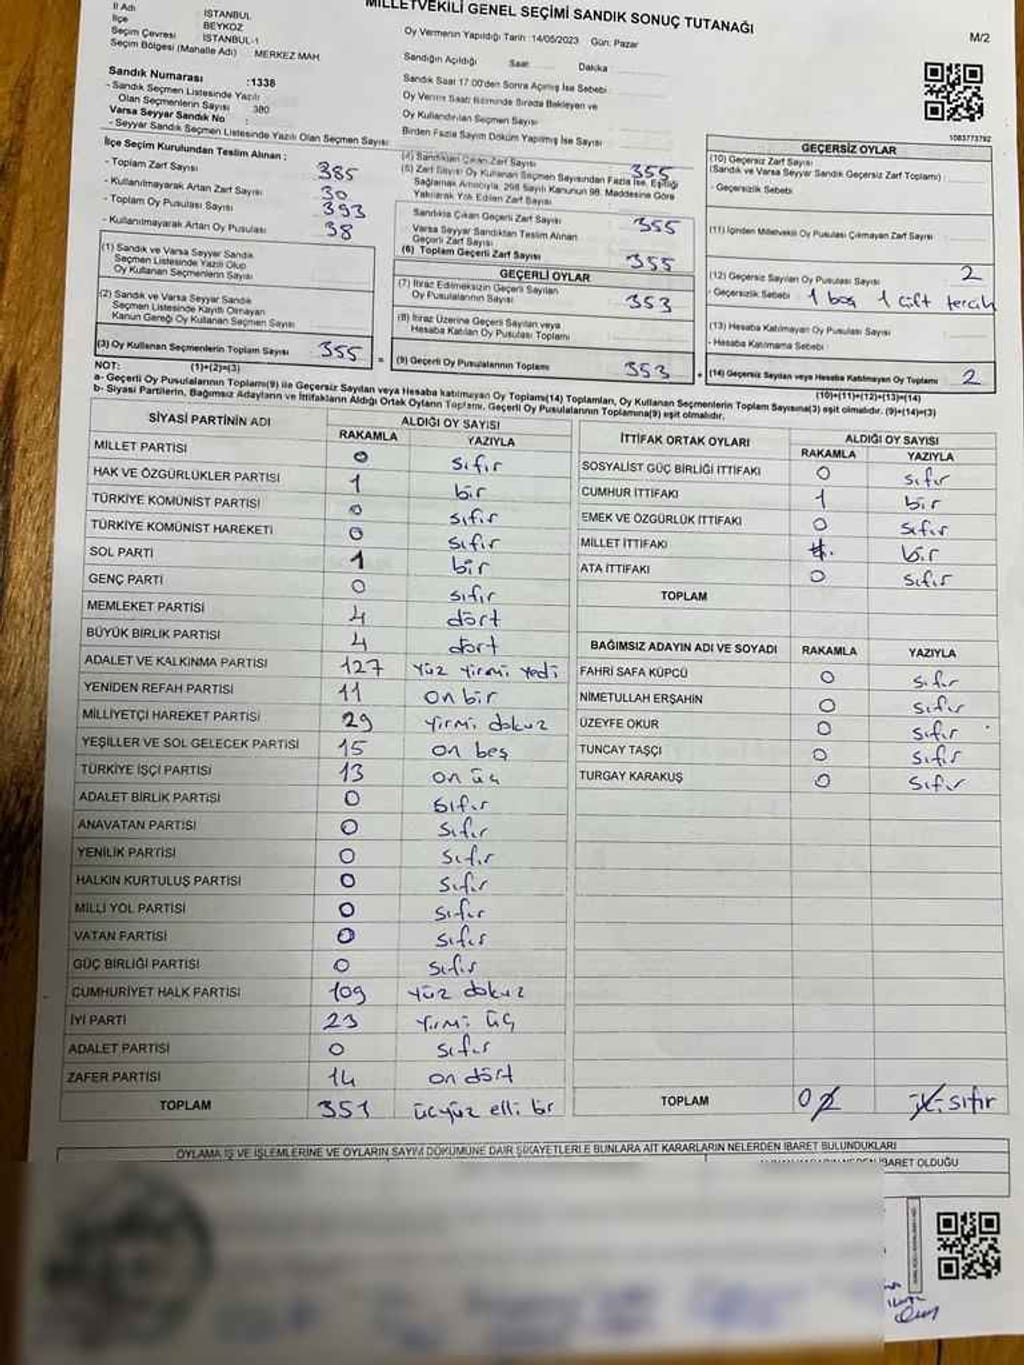 MİLLETVEKİLİ GENEL SEÇİMİ SANDIK SONUÇ TUTANAĞI
M/2
İl Adı İSTANBUL
İlçe BEYKOZ
Seçim Çevresi İSTANBUL-1
Seçim Bölgesi (Mahalle Adı) MERKEZ MAH
Oy Vermenin Yapıldığı Tarih :14/05/2023 Gün: Pazar
Sandığın Açıldığı Saat Dakika
Sandık Saat 17:00'den Sonra Açılmış İse Sebebi
Oy Verme Saati Bitiminde Sırada Bekleyen ve
Oy Kullandırılan Seçmen Sayısı
Birden Fazla Sayım Döküm Yapılmış İse Sayısı
Sandık Numarası :1336
- Sandık Seçmen Listesinde Yazılı
Olan Seçmenlerin Sayısı 380
Varsa Seyyar Sandık No :
- Seyyar Sandık Seçmen Listesinde Yazılı Olan Seçmen Sayısı
1083773792
İlçe Seçim Kurulundan Teslim Alınan :
- Toplam Zarf Sayısı 385
- Kullanılmayarak Artan Zarf Sayısı 30
- Toplam Oy Pusulası Sayısı 393
- Kullanılmayarak Artan Oy Pusulası 38
(1) Sandık ve Varsa Seyyar Sandık
Seçmen Listesinde Yazılı Olup
Oy Kullanan Seçmenlerin Sayısı
(2) Sandık ve Varsa Seyyar Sandık
Seçmen Listesinde Kayıtlı Olmayan
Kanun Gereği Oy Kullanan Seçmen Sayısı
(3) Oy Kullanan Seçmenlerin Toplam Sayısı 355 =
(1)+(2)=(3)
(4) Sandıktan Çıkan Zarf Sayısı 355
(5) Zarf Sayısı Oy Kullanan Seçmen Sayısından Fazla İse, Eşitliği
Sağlamak Amacıyla, 298 Sayılı Kanunun 98. Maddesine Göre
Yakılarak Yok Edilen Zarf Sayısı
Sandıkta Çıkan Geçerli Zarf Sayısı 355
Varsa Seyyar Sandıktan Teslim Alınan
Geçerli Zarf Sayısı
(6) Toplam Geçerli Zarf Sayısı 355
GEÇERLİ OYLAR
(7) İtiraz Edilmeksizin Geçerli Sayılan
Oy Pusulalarının Sayısı 353
(8) İtiraz Üzerine Geçerli Sayılan veya
Hesaba Katılan Oy Pusulası Toplamı
(9) Geçerli Oy Pusulalarının Toplamı 353 +
GEÇERSİZ OYLAR
(10) Geçersiz Zarf Sayısı
(Sandık ve Varsa Seyyar Sandık Geçersiz Zarf Toplamı) :
- Geçersizlik Sebebi
(11) İçinden Milletvekili Oy Pusulası Çıkmayan Zarf Sayısı
(12) Geçersiz Sayılan Oy Pusulası Sayısı 2
- Geçersizlik Sebebi 1 boş 1 çift tercih
(13) Hesaba Katılmayan Oy Pusulası Sayısı
- Hesaba Katılmama Sebebi :
(14) Geçersiz Sayılan veya Hesaba Katılmayan Oy Toplamı 2
(10)+(11)+(12)+(13)=(14)
NOT:
a- Geçerli Oy Pusulalarının Toplamı(9) ile Geçersiz Sayılan veya Hesaba katılmayan Oy Toplamı(14) Toplamları, Oy Kullanan Seçmenlerin Toplam Sayısına(3) eşit olmalıdır. (9)+(14)=(3)
b- Siyasi Partilerin, Bağımsız Adayların ve İttifakların Aldığı Ortak Oyların Toplamı, Geçerli Oy Pusulalarının Toplamına(9) eşit olmalıdır.
SİYASİ PARTİNİN ADI ALDIĞI OY SAYISI
RAKAMLA YAZIYLA
MİLLET PARTİSİ 0 sıfır
HAK VE ÖZGÜRLÜKLER PARTİSİ 1 bir
TÜRKİYE KOMÜNİST PARTİSİ 0 sıfır
TÜRKİYE KOMÜNİST HAREKETİ 0 sıfır
SOL PARTİ 1 bir
GENÇ PARTİ 0 sıfır
MEMLEKET PARTİSİ 4 dört
BÜYÜK BİRLİK PARTİSİ 4 dört
ADALET VE KALKINMA PARTİSİ 127 yüz yirmi yedi
YENİDEN REFAH PARTİSİ 11 on bir
MİLLİYETÇİ HAREKET PARTİSİ 29 yirmi dokuz
YEŞİLLER VE SOL GELECEK PARTİSİ 15 on beş
TÜRKİYE İŞÇİ PARTİSİ 13 on üç
ADALET BİRLİK PARTİSİ 0 sıfır
ANAVATAN PARTİSİ 0 sıfır
YENİLİK PARTİSİ 0 sıfır
HALKIN KURTULUŞ PARTİSİ 0 sıfır
MİLLİ YOL PARTİSİ 0 sıfır
VATAN PARTİSİ 0 sıfır
GÜÇ BİRLİĞİ PARTİSİ 0 sıfır
CUMHURİYET HALK PARTİSİ 109 yüz dokuz
İYİ PARTİ 23 yirmi üç
ADALET PARTİSİ 0 sıfır
ZAFER PARTİSİ 14 on dört
TOPLAM 351 üçyüz elli bir
İTTİFAK ORTAK OYLARI ALDIĞI OY SAYISI
RAKAMLA YAZIYLA
SOSYALİST GÜÇ BİRLİĞİ İTTİFAKI 0 sıfır
CUMHUR İTTİFAKI 1 bir
EMEK VE ÖZGÜRLÜK İTTİFAKI 0 sıfır
MİLLET İTTİFAKI bir
ATA İTTİFAKI 0 sıfır
TOPLAM
BAĞIMSIZ ADAYIN ADI VE SOYADI RAKAMLA YAZIYLA
FAHRİ SAFA KÜPCÜ 0 sıfır
NİMETULLAH ERŞAHİN 0 sıfır
ÜZEYFE OKUR 0 sıfır
TUNCAY TAŞÇI 0 sıfır
TURGAY KARAKUŞ 0 sıfır
TOPLAM 0 2 iki sıfır
OYLAMA İŞ VE İŞLEMLERİNE VE OYLARIN SAYIM DÖKÜMÜNE DAİR ŞİKAYETLERLE BUNLARA AİT KARARLARIN NELERDEN İBARET BULUNDUKLARI
İBARET OLDUĞU